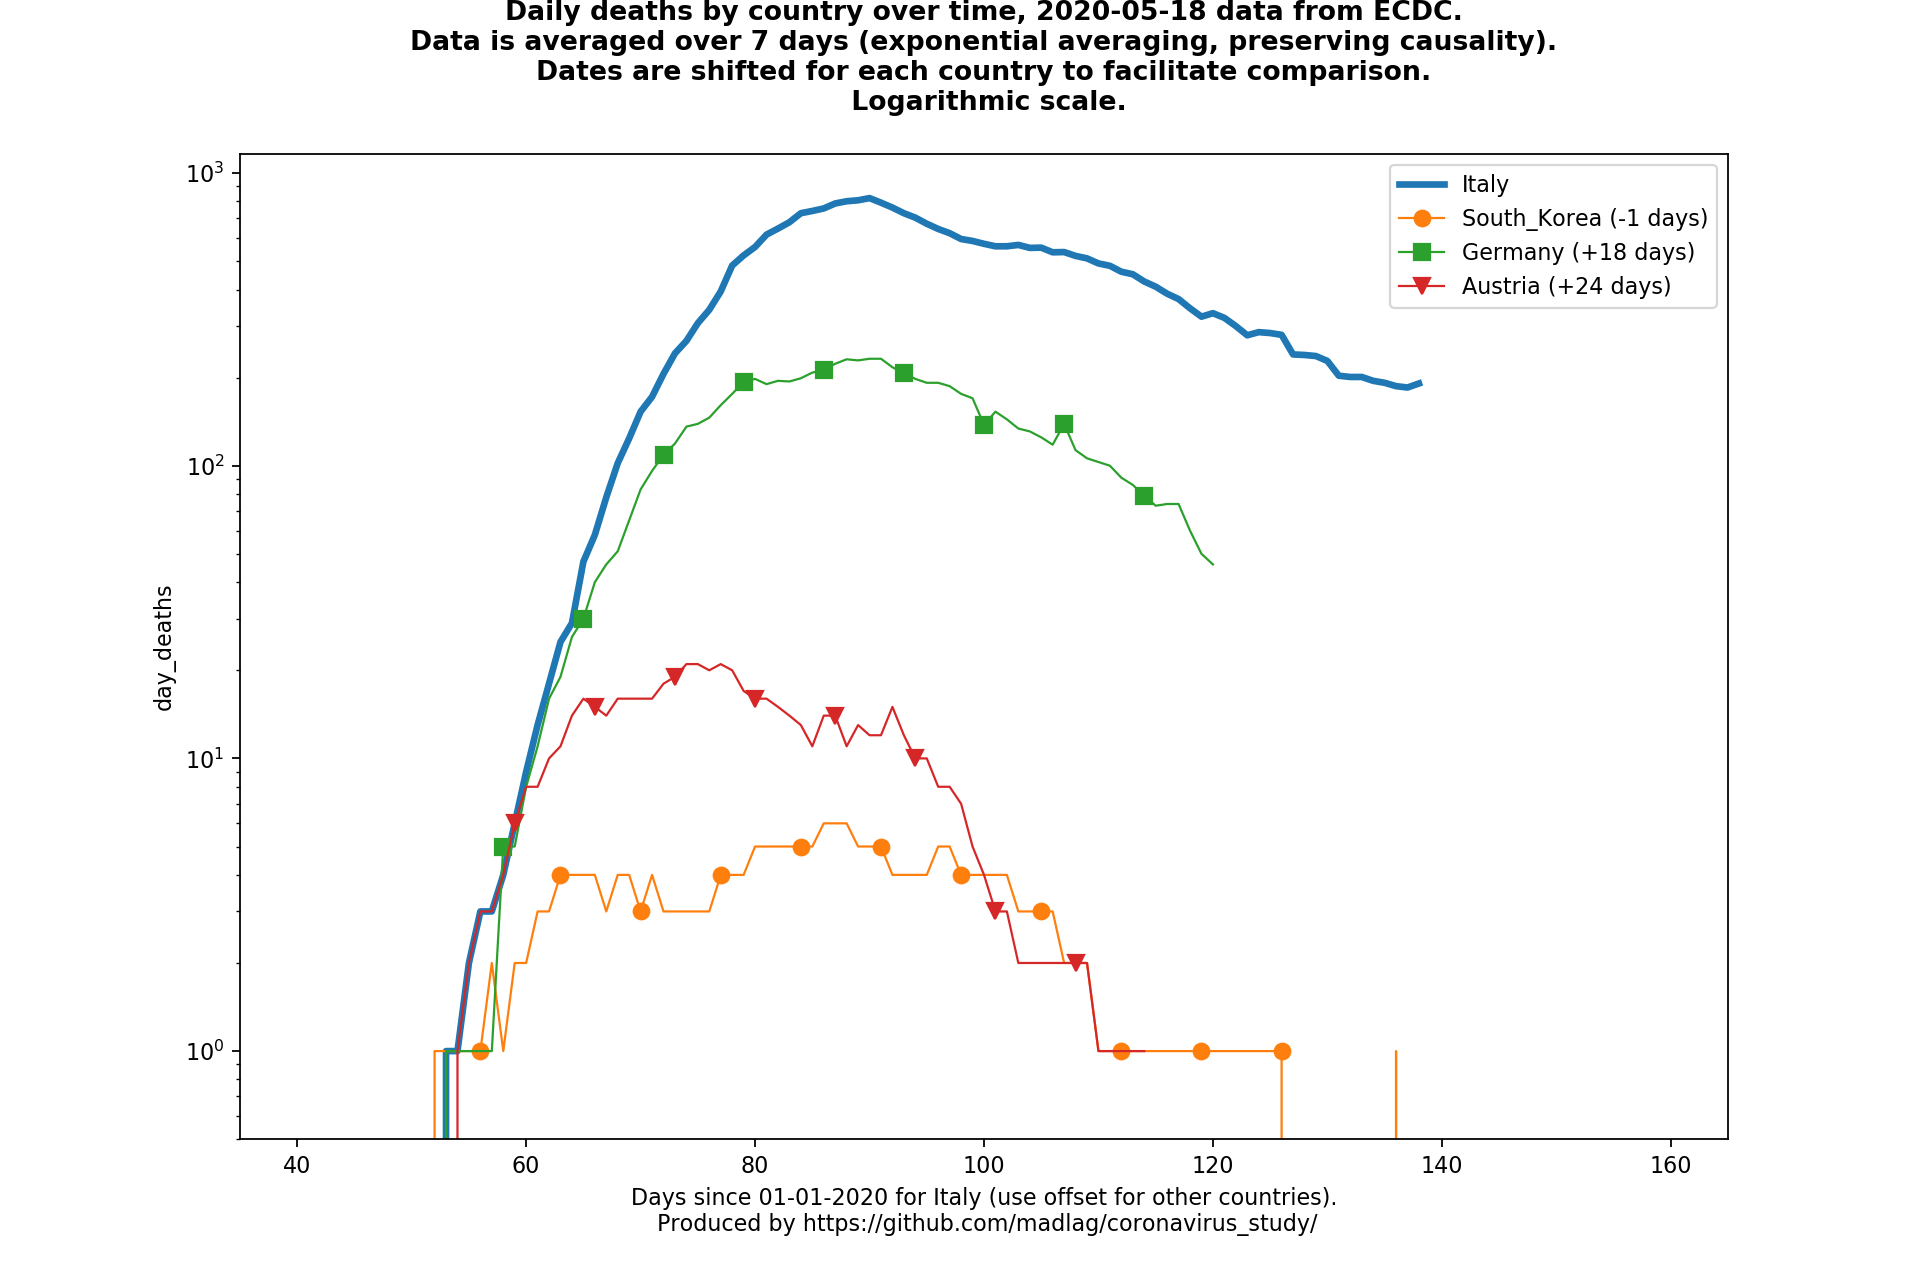 Daily deaths by country over time, 2020-05-18 data from ECDC.
Data is averaged over 7 days (exponential averaging, preserving causality).
Dates are shifted for each country to facilitate comparison.
Logarithmic scale.
10³
Italy
South_Korea (-1 days)
Germany (+18 days)
Austria (+24 days)
10²
day_deaths
10¹
10⁰
40 60 80 100 120 140 160
Days since 01-01-2020 for Italy (use offset for other countries).
Produced by https://github.com/madlag/coronavirus_study/